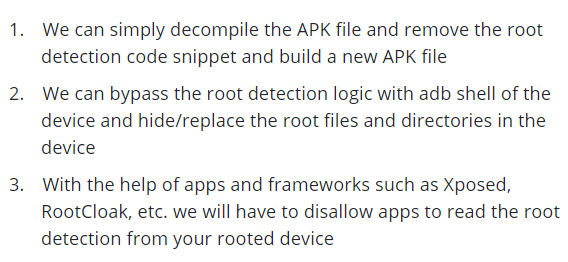 1. We can simply decompile the APK file and remove the root
detection code snippet and build a new APK file
2. We can bypass the root detection logic with adb shell of the
device and hide/replace the root files and directories in the
device
3. With the help of apps and frameworks such as Xposed,
RootCloak, etc. we will have to disallow apps to read the root
detection from your rooted device